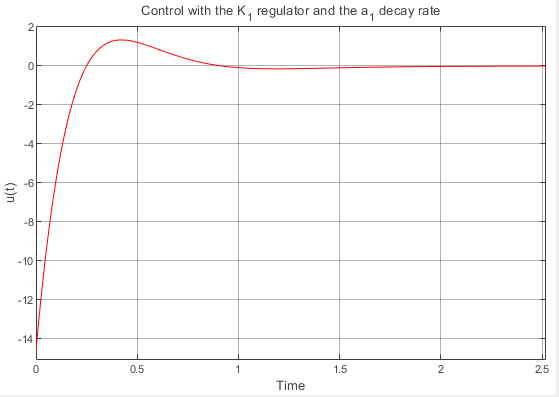 Control with the K1 regulator and the a1 decay rate
2
0
-2
-4
-6
-8
-10
-12
-14
u(t)
0 0.5 1 1.5 2 2.5
Time